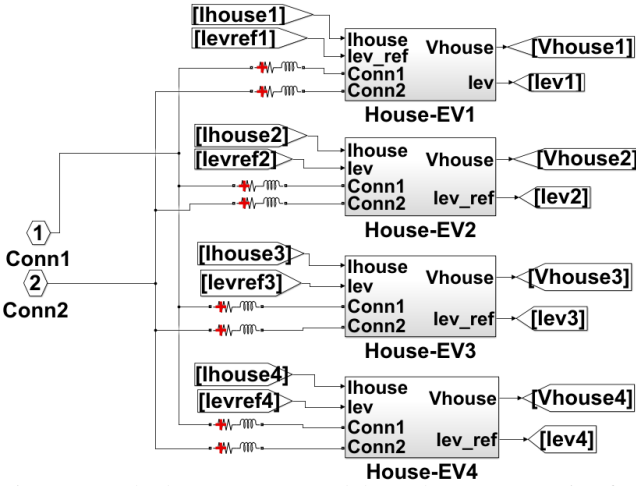 [Ihouse1]
[Ievref1]
Ihouse
Iev_ref
Conn1
Conn2
Vhouse
Iev
[Vhouse1]
[Iev1]
House-EV1
[Ihouse2]
[Ievref2]
Ihouse
Iev
Conn1
Conn2
Vhouse
Iev_ref
[Vhouse2]
[Iev2]
House-EV2
1
Conn1
2
Conn2
[Ihouse3]
[Ievref3]
Ihouse
Iev
Conn1
Conn2
Vhouse
Iev_ref
[Vhouse3]
[Iev3]
House-EV3
[Ihouse4]
[Ievref4]
Ihouse
Iev
Conn1
Conn2
Vhouse
Iev_ref
[Vhouse4]
[Iev4]
House-EV4